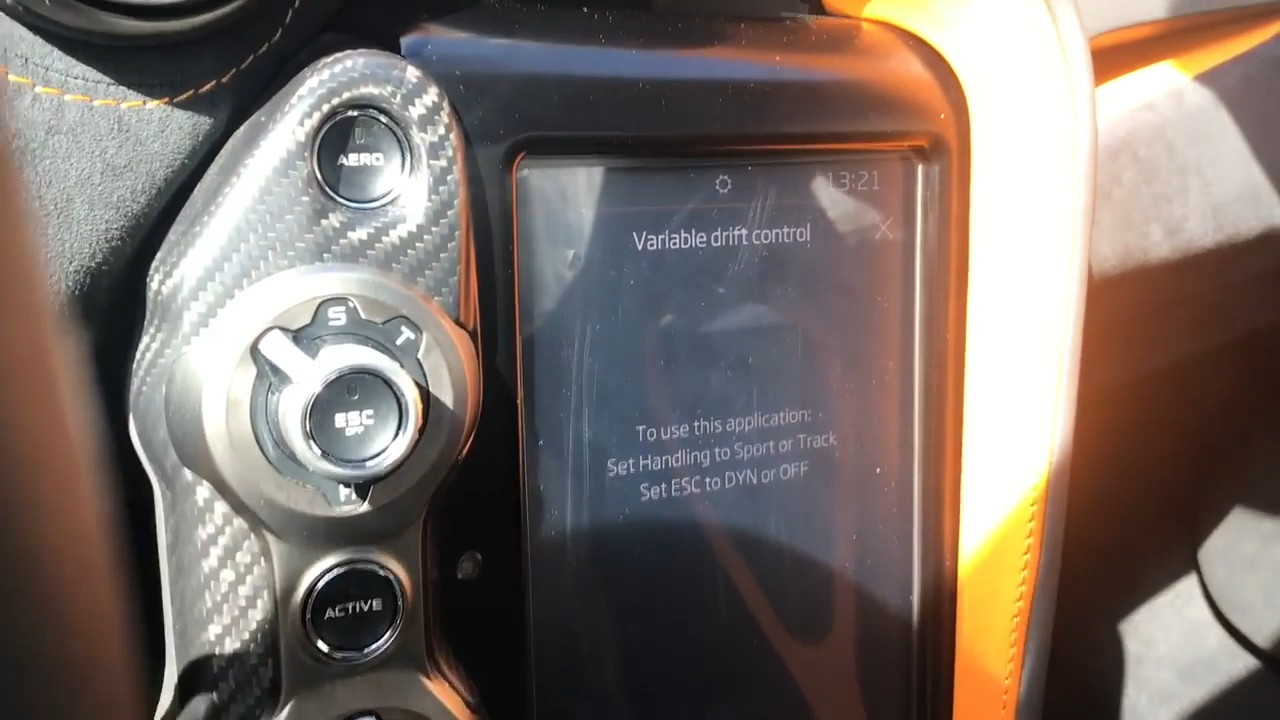 AERO
S
T
ESC
OFF
H
ACTIVE
13:21
Variable drift control
To use this application:
Set Handling to Sport or Track
Set ESC to DYN or OFF